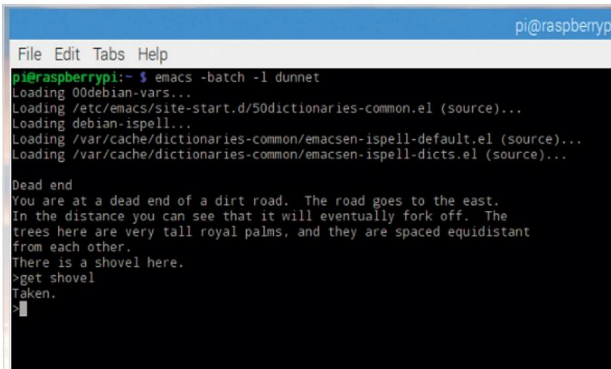 pi@raspberryp
File Edit Tabs Help
pi@raspberrypi:~ $ emacs -batch -l dunnet
Loading 00debian-vars...
Loading /etc/emacs/site-start.d/50dictionaries-common.el (source)...
Loading debian-ispell...
Loading /var/cache/dictionaries-common/emacsen-ispell-default.el (source)...
Loading /var/cache/dictionaries-common/emacsen-ispell-dicts.el (source)...
Dead end
You are at a dead end of a dirt road. The road goes to the east.
In the distance you can see that it will eventually fork off. The
trees here are very tall royal palms, and they are spaced equidistant
from each other.
There is a shovel here.
>get shovel
Taken.
>